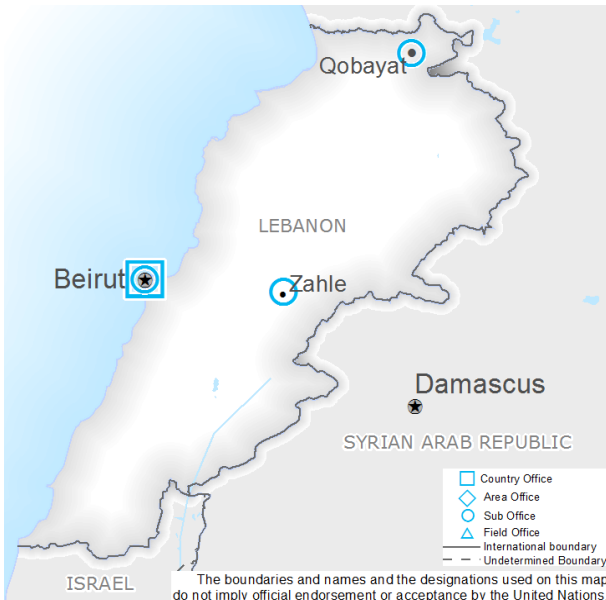 Qobayat
LEBANON
Beirut
Zahle
Damascus
SYRIAN ARAB REPUBLIC
Country Office
Area Office
Sub Office
Field Office
International boundary
Undetermined Boundary
ISRAEL
The boundaries and names and the designations used on this map
do not imply official endorsement or acceptance by the United Nations